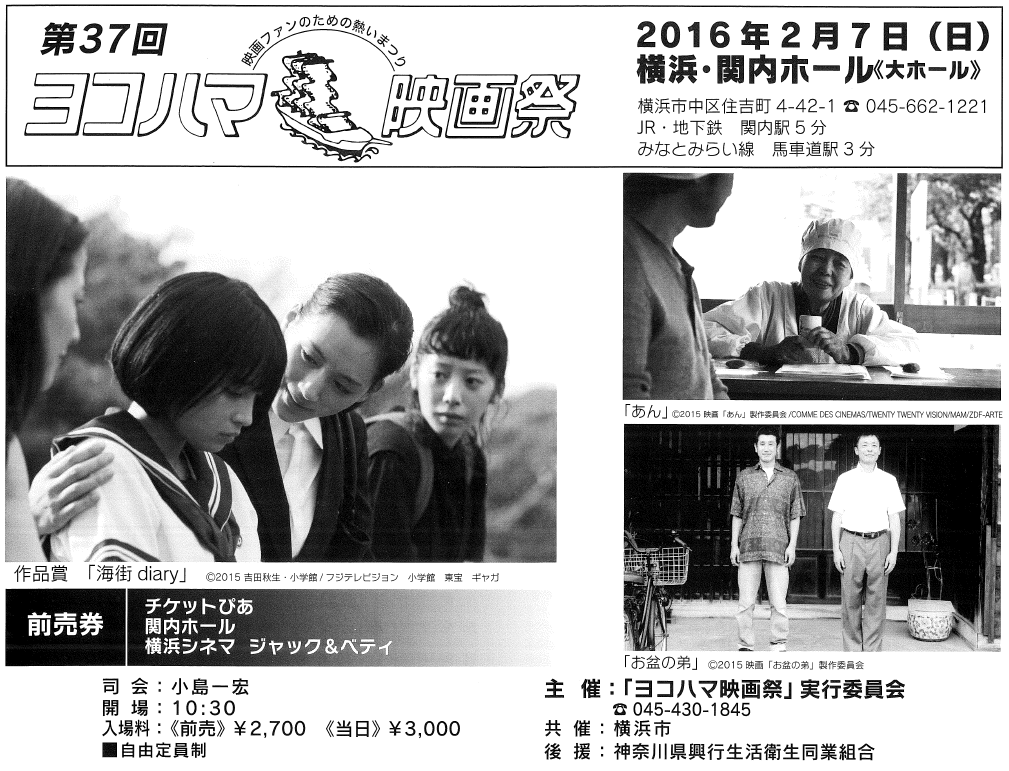 第37回
映画ファンのための熱いまつり
ヨコハマ映画祭
2016年2月7日（日）
横浜・関内ホール《大ホール》
横浜市中区住吉町4-42-1 ☎ 045-662-1221
JR・地下鉄　関内駅5分
みなとみらい線　馬車道駅3分
「あん」©2015 映画「あん」製作委員会/COMME DES CINEMAS/TWENTY TWENTY VISION/MAM/ZDF-ARTE
作品賞　「海街diary」　©2015 吉田秋生・小学館/フジテレビジョン　小学館　東宝　ギャガ
「お盆の弟」　©2015 映画「お盆の弟」製作委員会
前売券
チケットぴあ
関内ホール
横浜シネマ　ジャック＆ベティ
司 会：小島一宏
開 場：10:30
入場料：《前売》￥2,700　《当日》￥3,000
■自由定員制
主 催：「ヨコハマ映画祭」実行委員会
☎ 045-430-1845
共 催：横浜市
後 援：神奈川県興行生活衛生同業組合